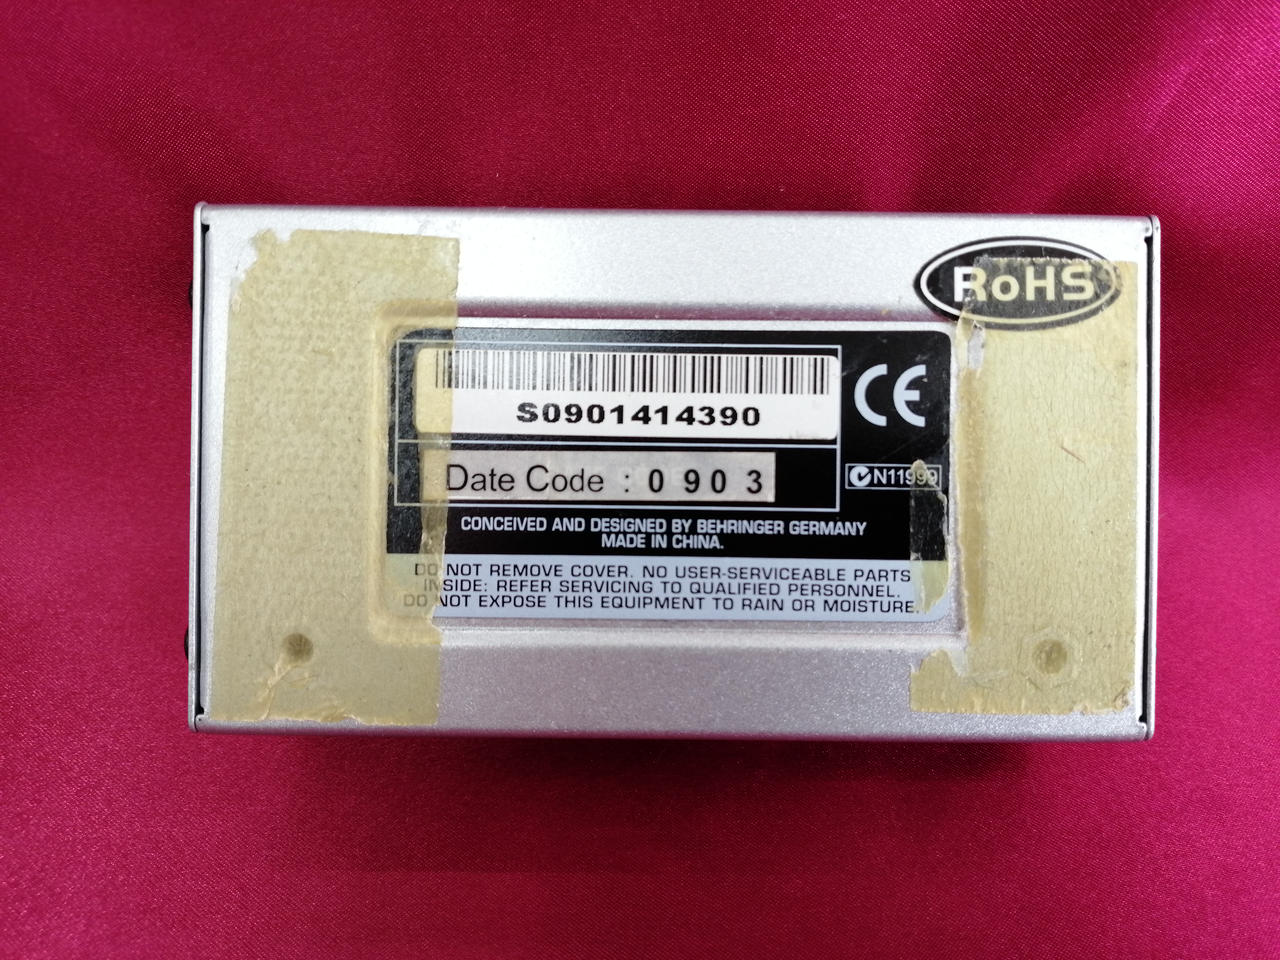 RoHS
S0901414390
CE
Date Code : 0 9 0 3
N11999
CONCEIVED AND DESIGNED BY BEHRINGER GERMANY
MADE IN CHINA.
DO NOT REMOVE COVER. NO USER-SERVICEABLE PARTS
INSIDE: REFER SERVICING TO QUALIFIED PERSONNEL.
DO NOT EXPOSE THIS EQUIPMENT TO RAIN OR MOISTURE.